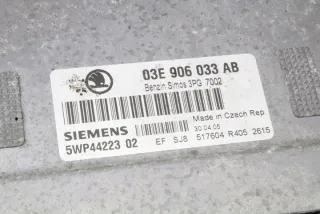 03E 906 033 AB
Benzin Simos 3PG 7002
Made in Czech Rep
SIEMENS 30.04.05
5WP44223 02 EF SJ8 517604 R405 2615